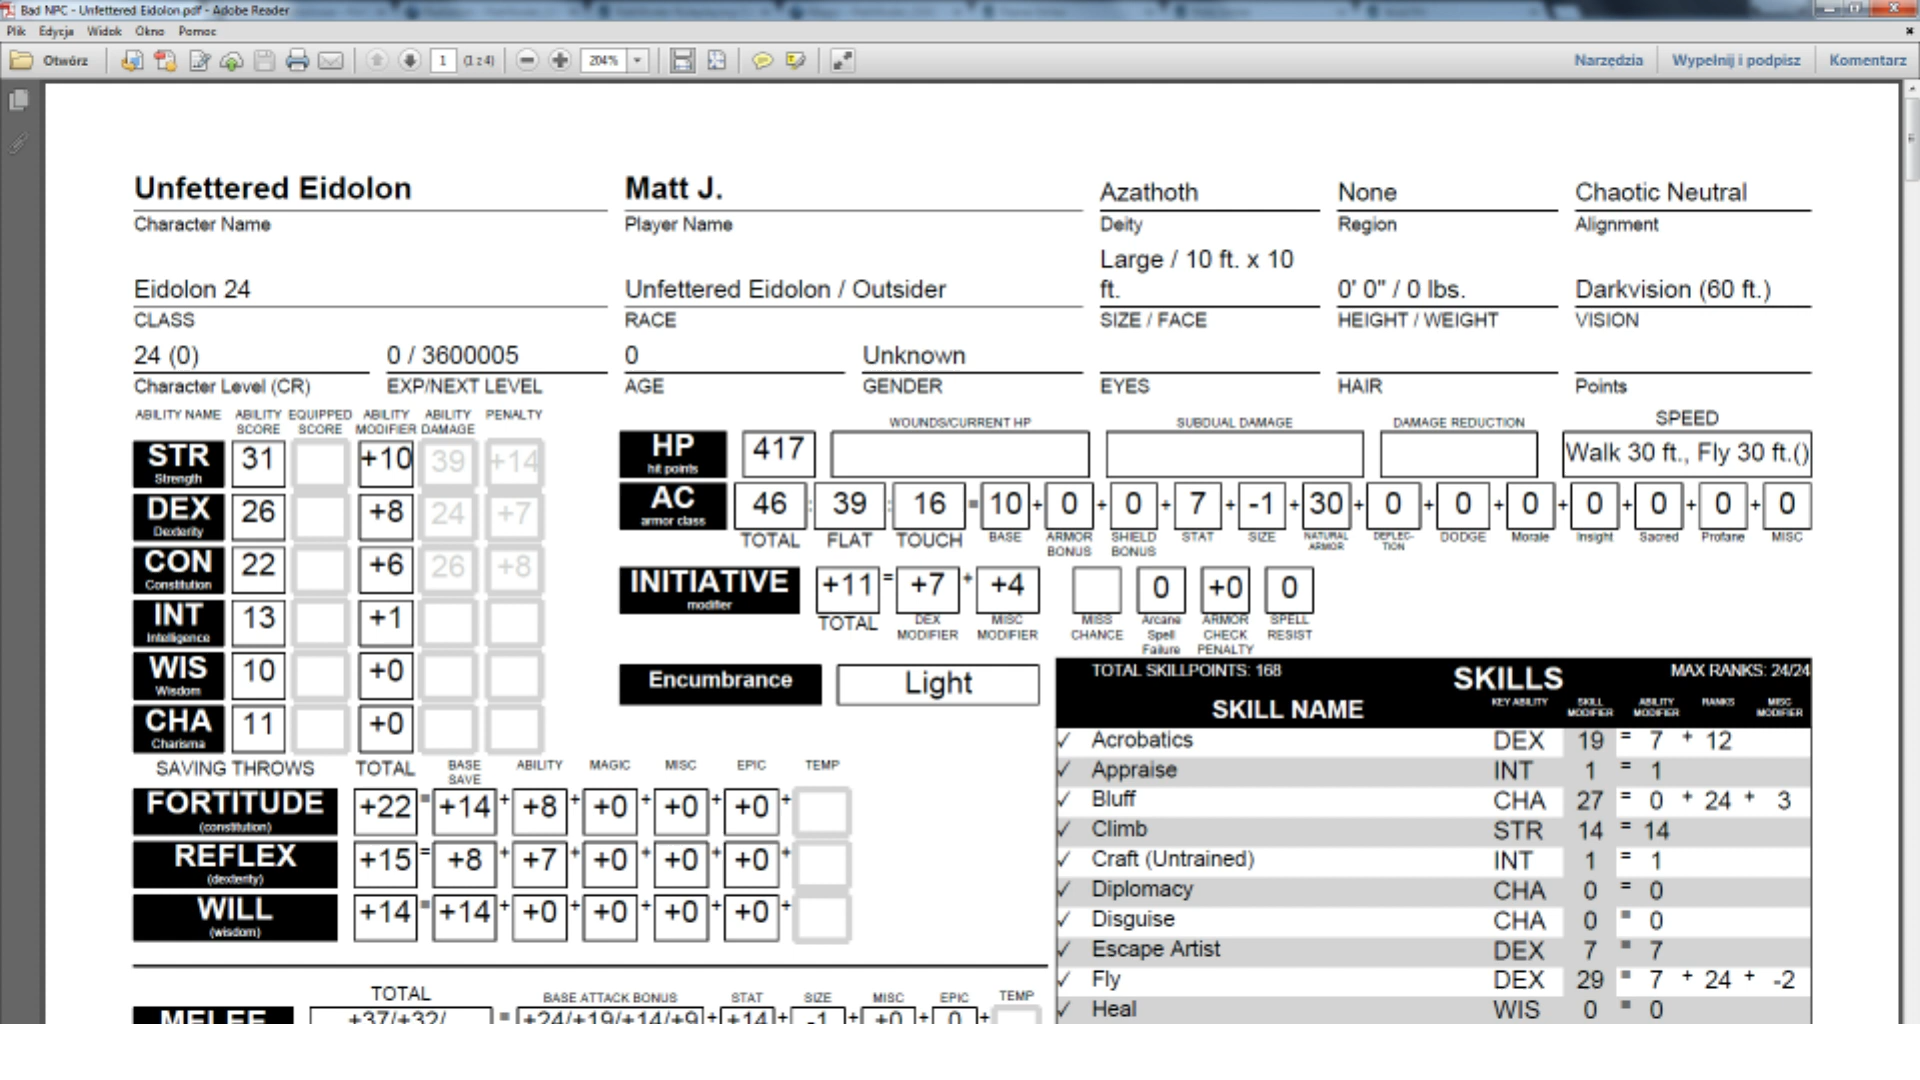 Bad NPC - Unfettered Eidolon.pdf - Adobe Reader
Plik Edycja Widok Okno Pomoc
Otwórz 1 (1 z 4) 204% Narzędzia Wypełnij i podpisz Komentarz
Unfettered Eidolon Matt J. Azathoth None Chaotic Neutral
Character Name Player Name Deity Region Alignment
Large / 10 ft. x 10
Eidolon 24 Unfettered Eidolon / Outsider ft. 0' 0" / 0 lbs. Darkvision (60 ft.)
CLASS RACE SIZE / FACE HEIGHT / WEIGHT VISION
24 (0) 0 / 3600005 0 Unknown
Character Level (CR) EXP/NEXT LEVEL AGE GENDER EYES HAIR Points
ABILITY NAME ABILITY SCORE EQUIPPED SCORE ABILITY MODIFIER ABILITY DAMAGE PENALTY
STR Strength 31 +10 39 +14
DEX Dexterity 26 +8 24 +7
CON Constitution 22 +6 26 +8
INT Intelligence 13 +1
WIS Wisdom 10 +0
CHA Charisma 11 +0
WOUNDS/CURRENT HP SUBDUAL DAMAGE DAMAGE REDUCTION SPEED
HP hit points 417 Walk 30 ft., Fly 30 ft.()
AC armor class 46 : 39 : 16 = 10 + 0 + 0 + 7 + -1 + 30 + 0 + 0 + 0 + 0 + 0 + 0 + 0
TOTAL FLAT TOUCH BASE ARMOR BONUS SHIELD BONUS STAT SIZE NATURAL ARMOR DEFLEC-TION DODGE Morale Insight Sacred Profane MISC
INITIATIVE modifier +11 = +7 + +4 0 +0 0
TOTAL DEX MODIFIER MISC MODIFIER MISS CHANCE Arcane Spell Failure ARMOR CHECK PENALTY SPELL RESIST
Encumbrance Light
SAVING THROWS TOTAL BASE SAVE ABILITY MAGIC MISC EPIC TEMP
FORTITUDE (constitution) +22 = +14 + +8 + +0 + +0 + +0 +
REFLEX (dexterity) +15 = +8 + +7 + +0 + +0 + +0 +
WILL (wisdom) +14 = +14 + +0 + +0 + +0 + +0 +
TOTAL BASE ATTACK BONUS STAT SIZE MISC EPIC TEMP
MELEE +37/+32/ = +24/+19/+14/+9 + +14 + -1 + +0 + 0 +
TOTAL SKILLPOINTS: 168 SKILLS MAX RANKS: 24/24
SKILL NAME KEY ABILITY SKILL MODIFIER ABILITY MODIFIER RANKS MISC MODIFIER
✓ Acrobatics DEX 19 = 7 + 12
✓ Appraise INT 1 = 1
✓ Bluff CHA 27 = 0 + 24 + 3
✓ Climb STR 14 = 14
✓ Craft (Untrained) INT 1 = 1
✓ Diplomacy CHA 0 = 0
✓ Disguise CHA 0 = 0
✓ Escape Artist DEX 7 = 7
✓ Fly DEX 29 = 7 + 24 + -2
✓ Heal WIS 0 = 0